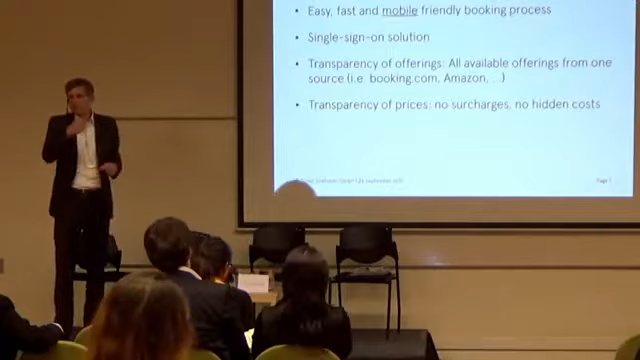 • Easy, fast and mobile friendly booking process
• Single-sign-on solution
• Transparency of offerings: All available offerings from one
source (i.e booking.com, Amazon, ...)
• Transparency of prices: no surcharges, no hidden costs
Page